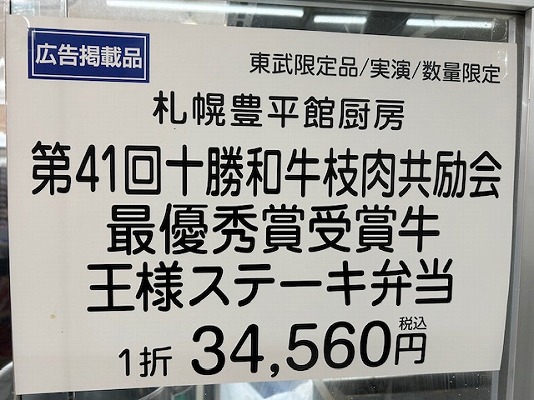 広告掲載品
東武限定品/実演/数量限定
札幌豊平館厨房
第41回十勝和牛枝肉共励会
最優秀賞受賞牛
王様ステーキ弁当
1折 34,560円 税込